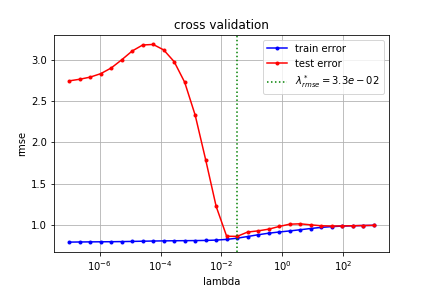 cross validation
train error
test error
λ*rmse = 3.3e − 02
rmse
3.0
2.5
2.0
1.5
1.0
10⁻⁶
10⁻⁴
10⁻²
10⁰
10²
lambda